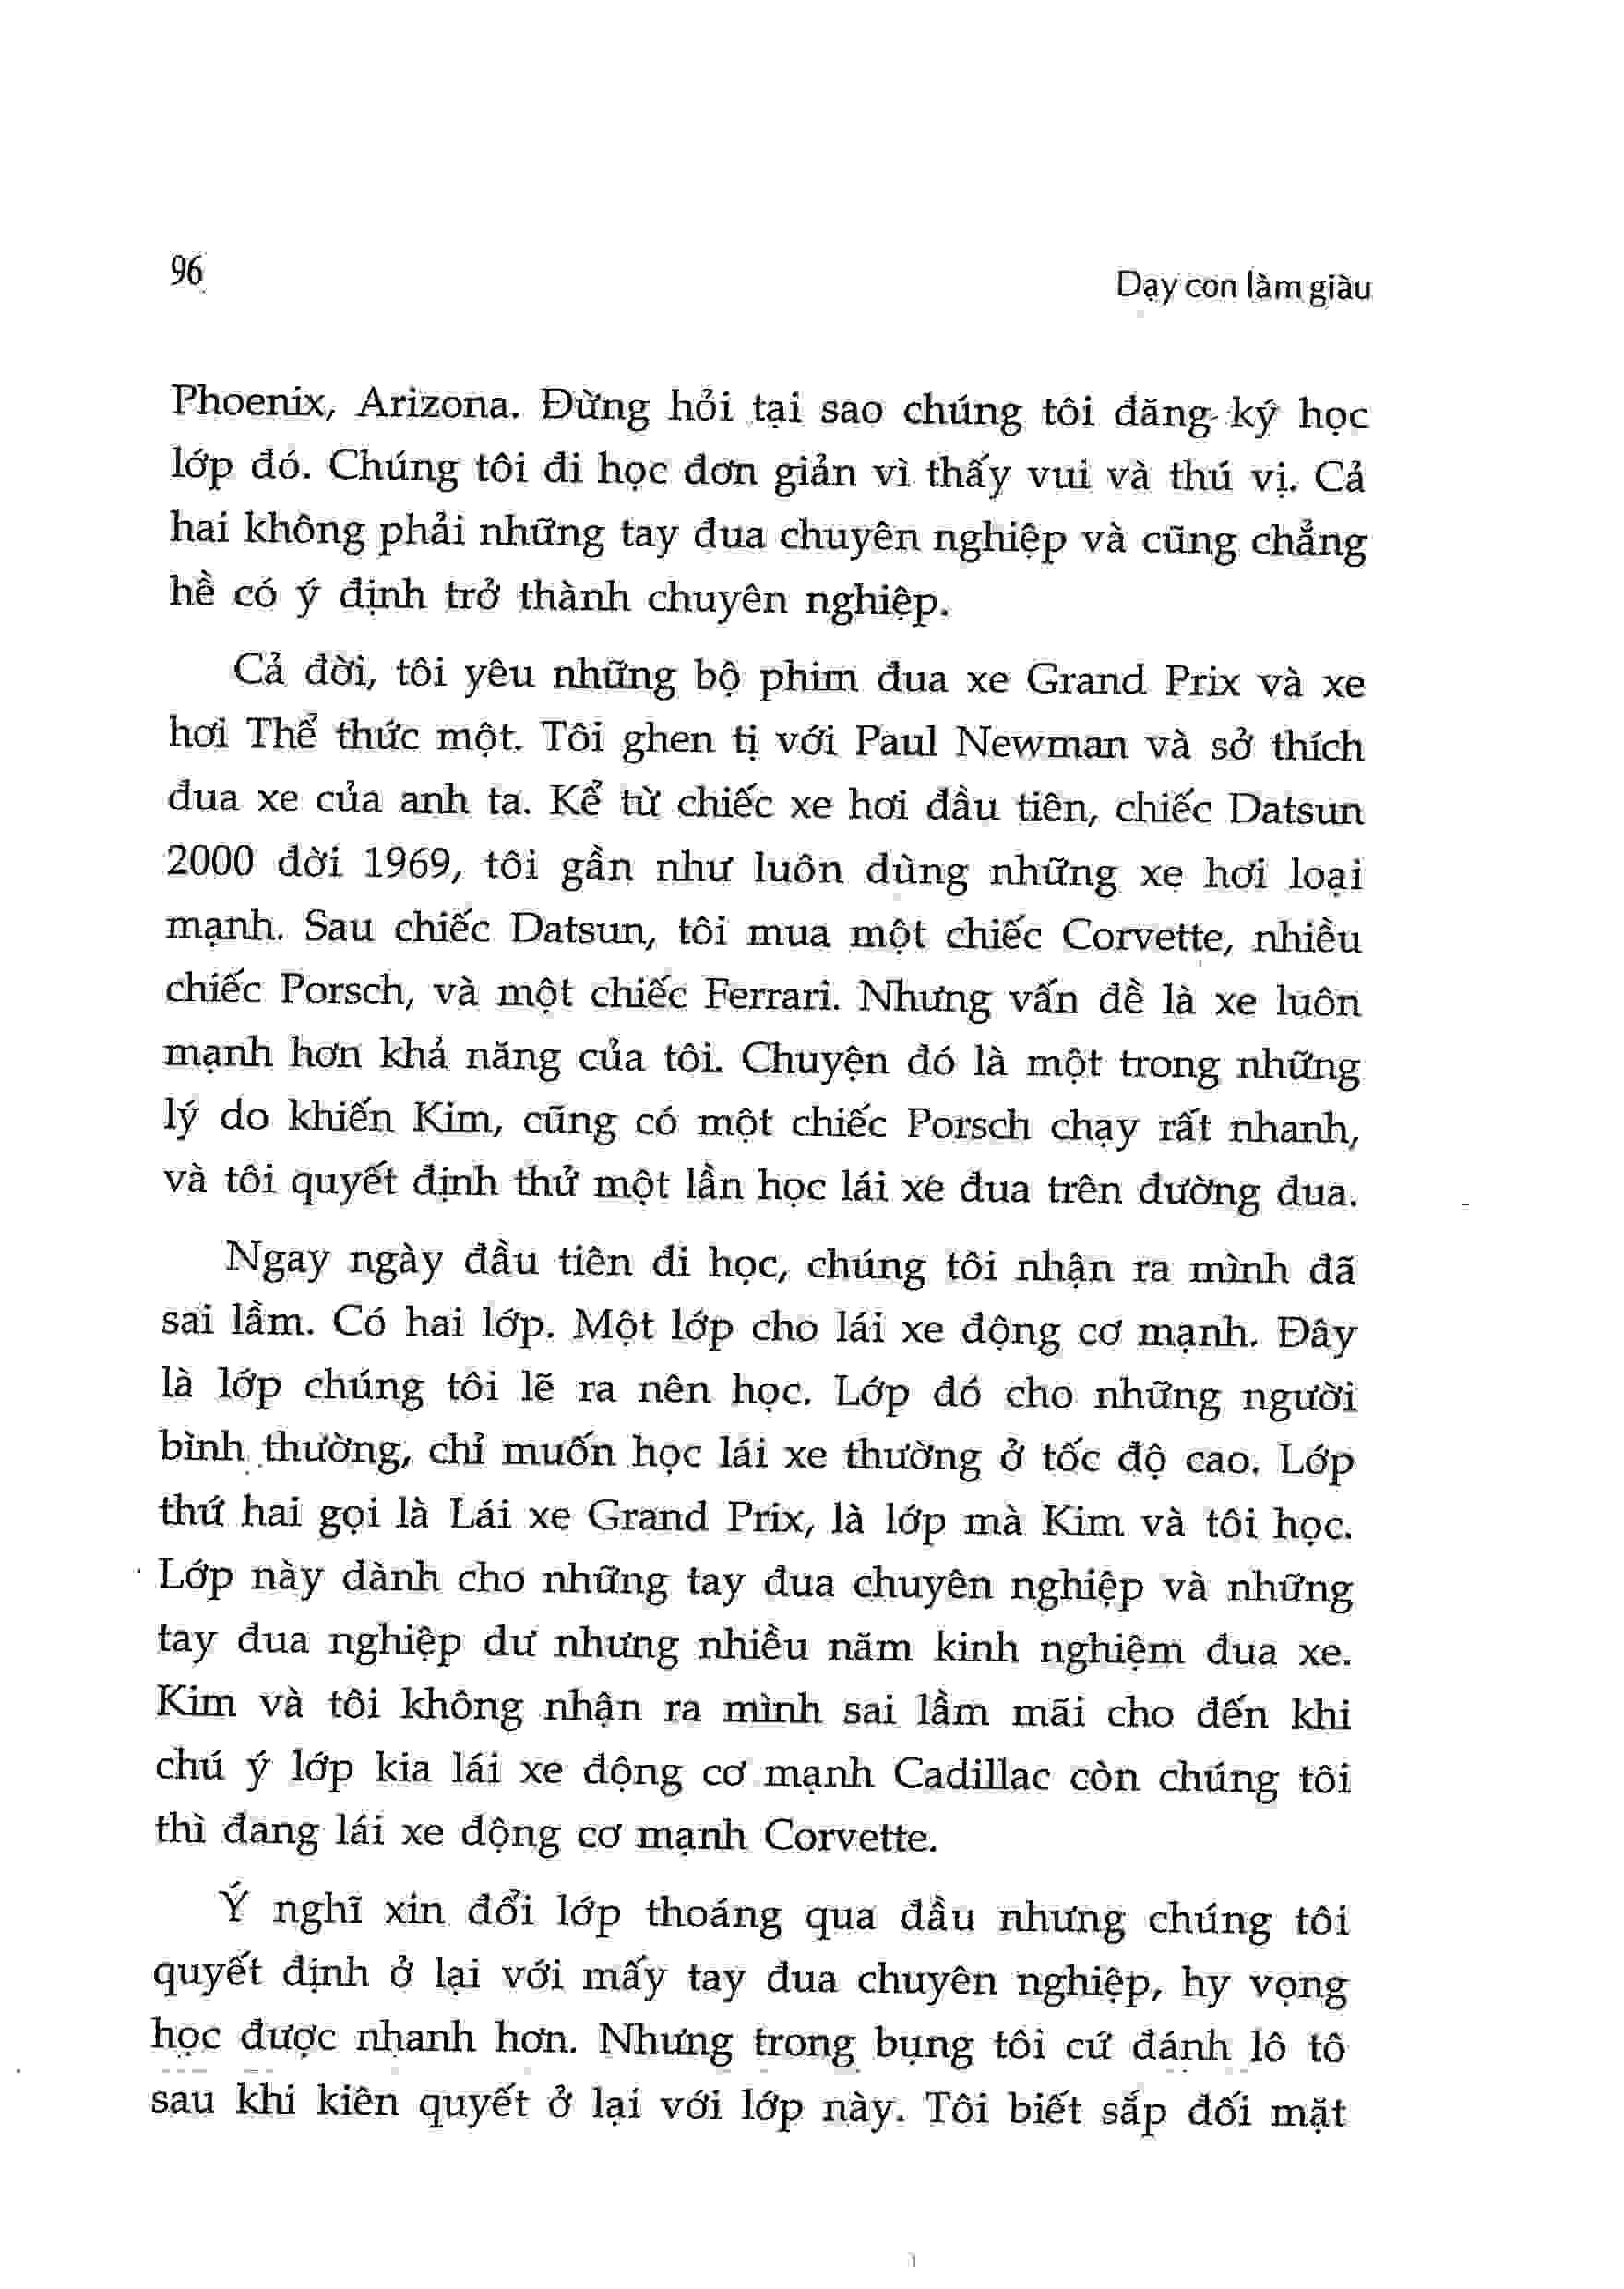 96
Dạy con làm giàu
Phoenix, Arizona. Đừng hỏi tại sao chúng tôi đăng ký học
lớp đó. Chúng tôi đi học đơn giản vì thấy vui và thú vị. Cả
hai không phải những tay đua chuyên nghiệp và cũng chẳng
hề có ý định trở thành chuyên nghiệp.
Cả đời, tôi yêu những bộ phim đua xe Grand Prix và xe
hơi Thể thức một. Tôi ghen tị với Paul Newman và sở thích
đua xe của anh ta. Kể từ chiếc xe hơi đầu tiên, chiếc Datsun
2000 đời 1969, tôi gần như luôn dùng những xe hơi loại
mạnh. Sau chiếc Datsun, tôi mua một chiếc Corvette, nhiều
chiếc Porsch, và một chiếc Ferrari. Nhưng vấn đề là xe luôn
mạnh hơn khả năng của tôi. Chuyện đó là một trong những
lý do khiến Kim, cũng có một chiếc Porsch chạy rất nhanh,
và tôi quyết định thử một lần học lái xe đua trên đường đua.
Ngay ngày đầu tiên đi học, chúng tôi nhận ra mình đã
sai lầm. Có hai lớp. Một lớp cho lái xe động cơ mạnh. Đây
là lớp chúng tôi lẽ ra nên học. Lớp đó cho những người
bình thường, chỉ muốn học lái xe thường ở tốc độ cao. Lớp
thứ hai gọi là Lái xe Grand Prix, là lớp mà Kim và tôi học.
Lớp này dành cho những tay đua chuyên nghiệp và những
tay đua nghiệp dư nhưng nhiều năm kinh nghiệm đua xe.
Kim và tôi không nhận ra mình sai lầm mãi cho đến khi
chú ý lớp kia lái xe động cơ mạnh Cadillac còn chúng tôi
thì đang lái xe động cơ mạnh Corvette.
Ý nghĩ xin đổi lớp thoáng qua đầu nhưng chúng tôi
quyết định ở lại với mấy tay đua chuyên nghiệp, hy vọng
học được nhanh hơn. Nhưng trong bụng tôi cứ đánh lô tô
sau khi kiên quyết ở lại với lớp này. Tôi biết sắp đối mặt